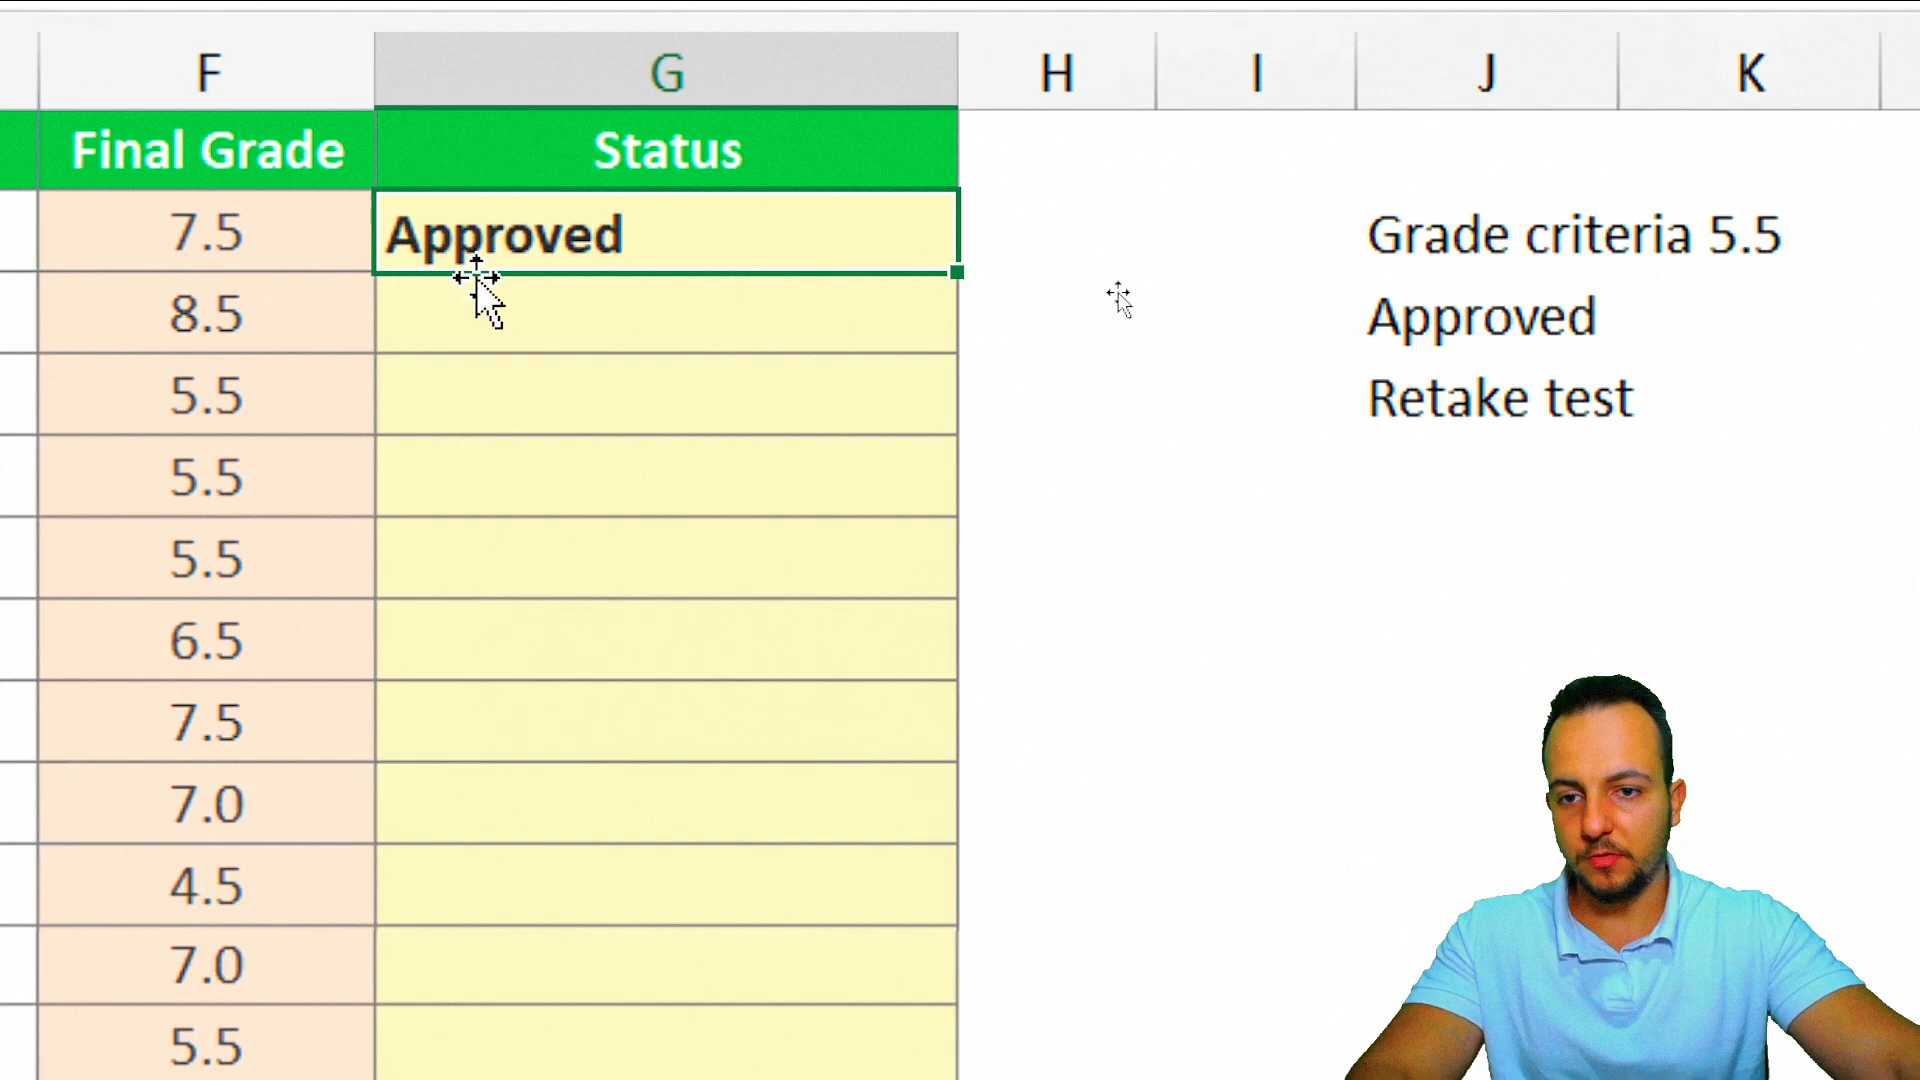 F G H I J K
Final Grade Status
7.5 Approved Grade criteria 5.5
8.5 Approved
5.5 Retake test
5.5
5.5
6.5
7.5
7.0
4.5
7.0
5.5